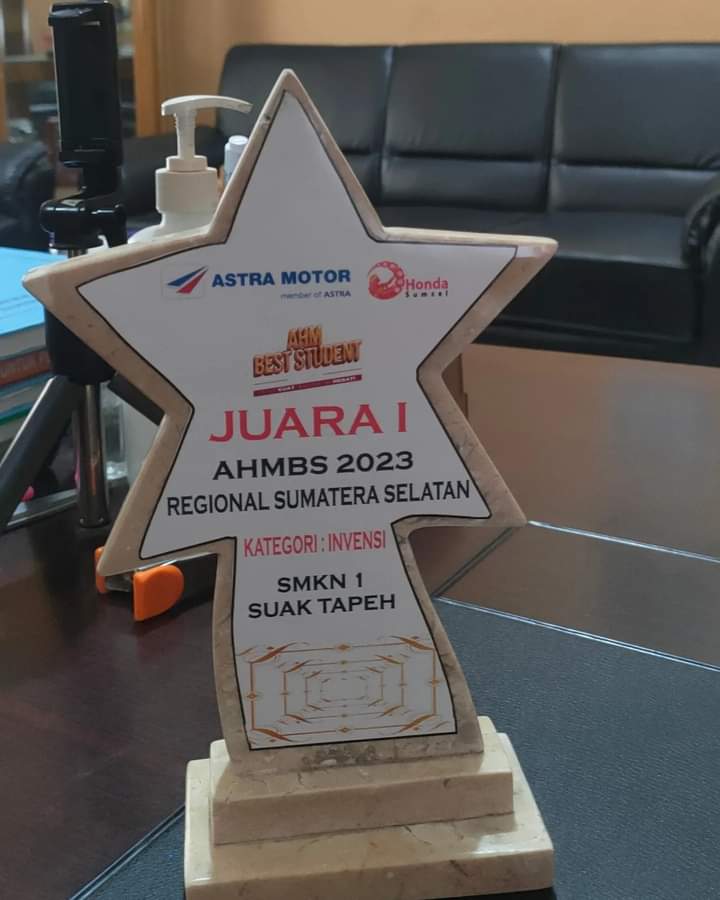 ASTRA MOTOR
member of ASTRA
Honda
Sumsel
AHM
BEST STUDENT
JUARA I
AHMBS 2023
REGIONAL SUMATERA SELATAN
KATEGORI : INVENSI
SMKN 1
SUAK TAPEH